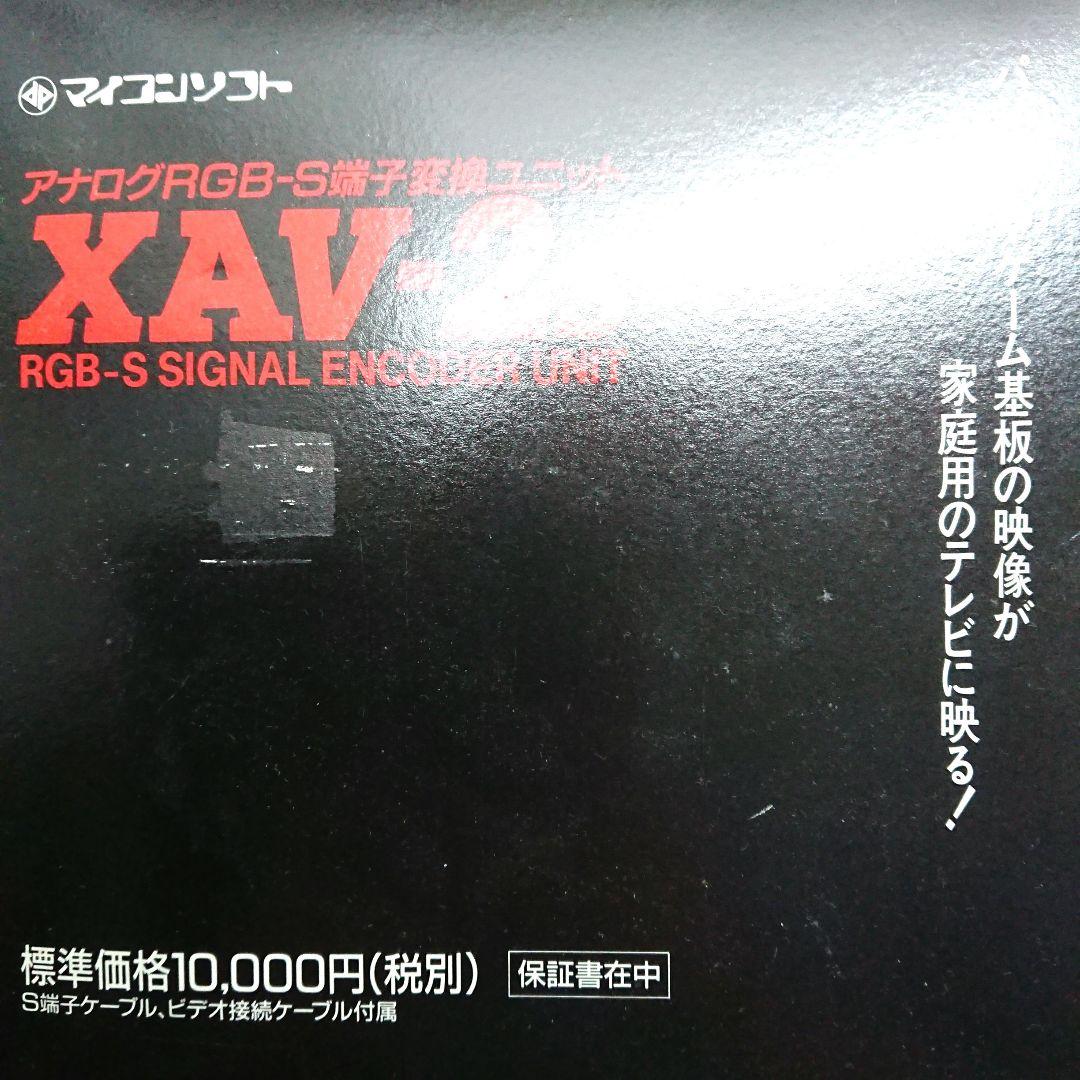 マイコンソフト
アナログRGB-S端子変換ユニット
XAV-2
RGB-S SIGNAL ENCODER UNIT
ム基板の映像が
家庭用のテレビに映る!
標準価格10,000円(税別)
保証書在中
S端子ケーブル、ビデオ接続ケーブル付属